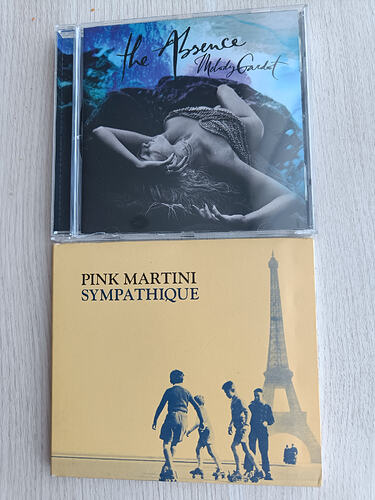 the Absence
Melody Gardot
PINK MARTINI
SYMPATHIQUE